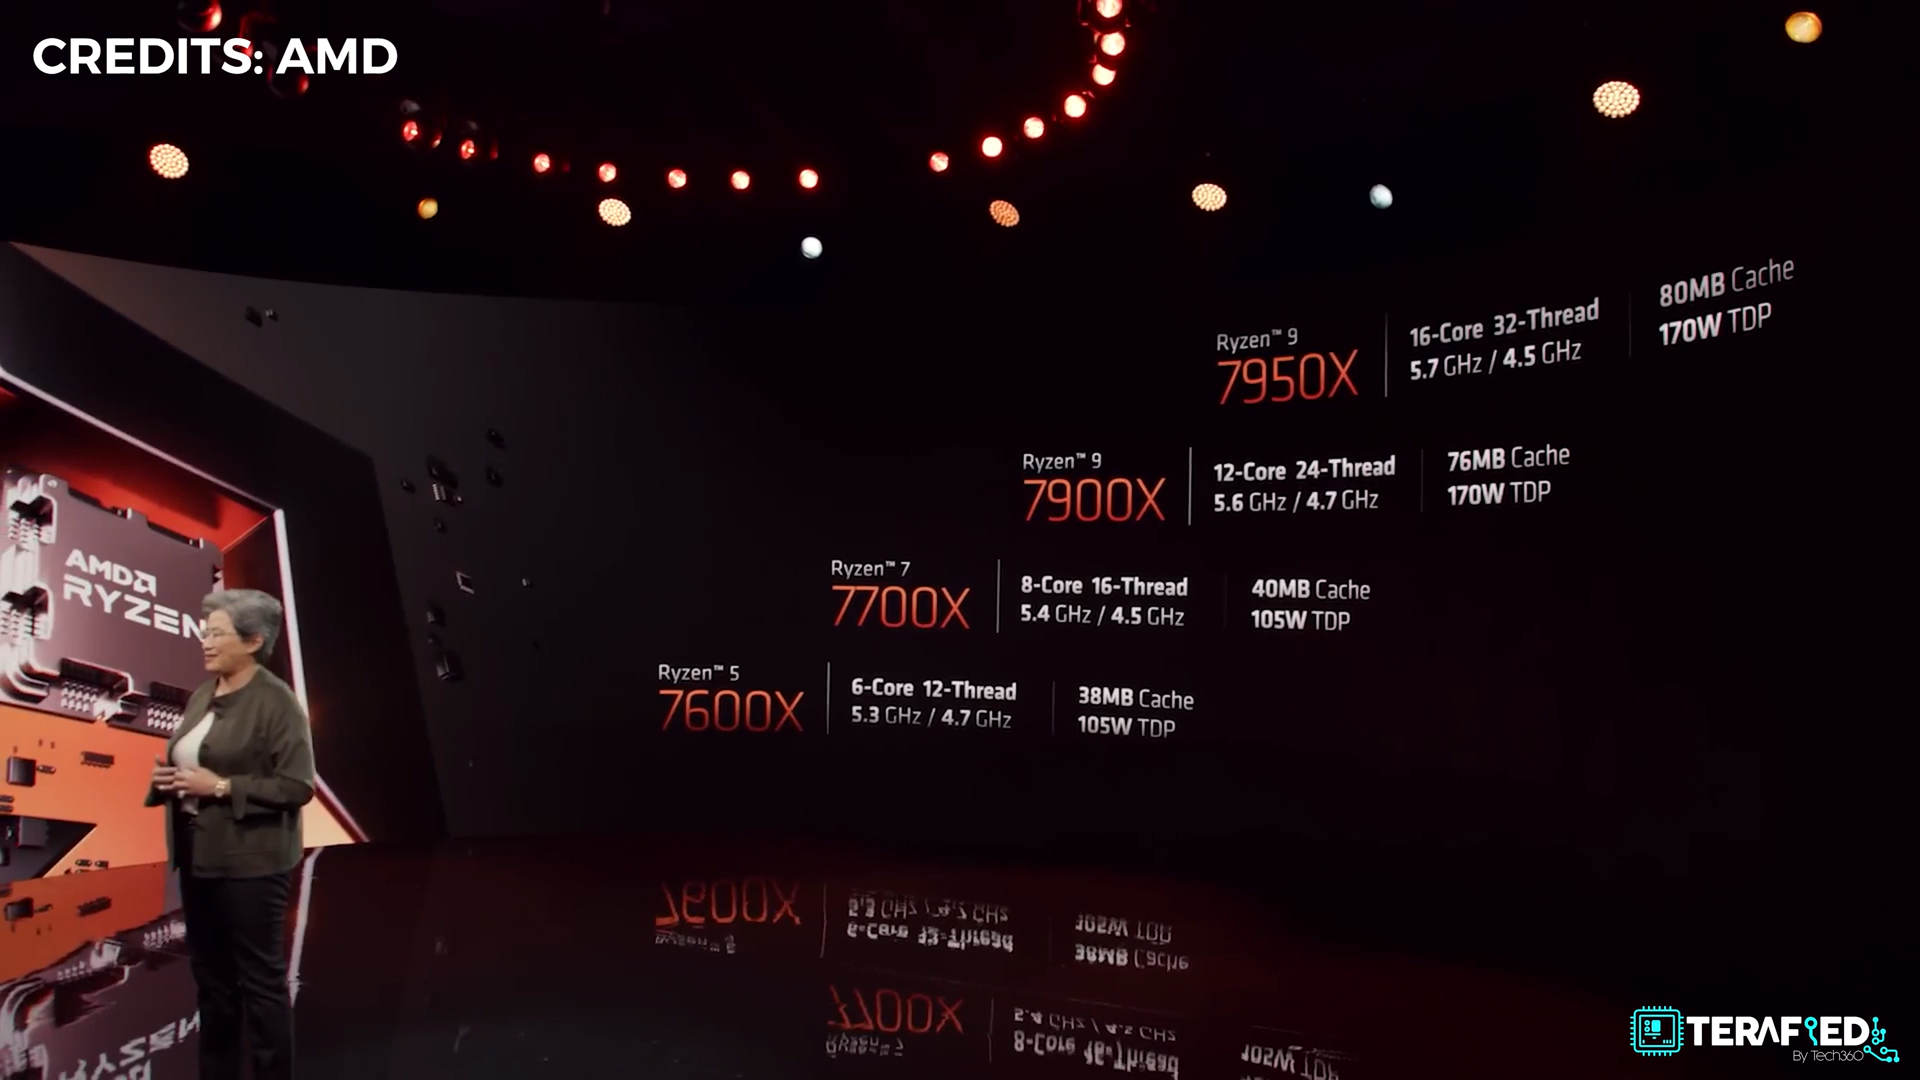 CREDITS: AMD
Ryzen™ 9
7950X
16-Core 32-Thread
5.7 GHz / 4.5 GHz
80MB Cache
170W TDP
Ryzen™ 9
7900X
12-Core 24-Thread
5.6 GHz / 4.7 GHz
76MB Cache
170W TDP
Ryzen™ 7
7700X
8-Core 16-Thread
5.4 GHz / 4.5 GHz
40MB Cache
105W TDP
Ryzen™ 5
7600X
6-Core 12-Thread
5.3 GHz / 4.7 GHz
38MB Cache
105W TDP
AMD
RYZEN
TERAFIED
By Tech360